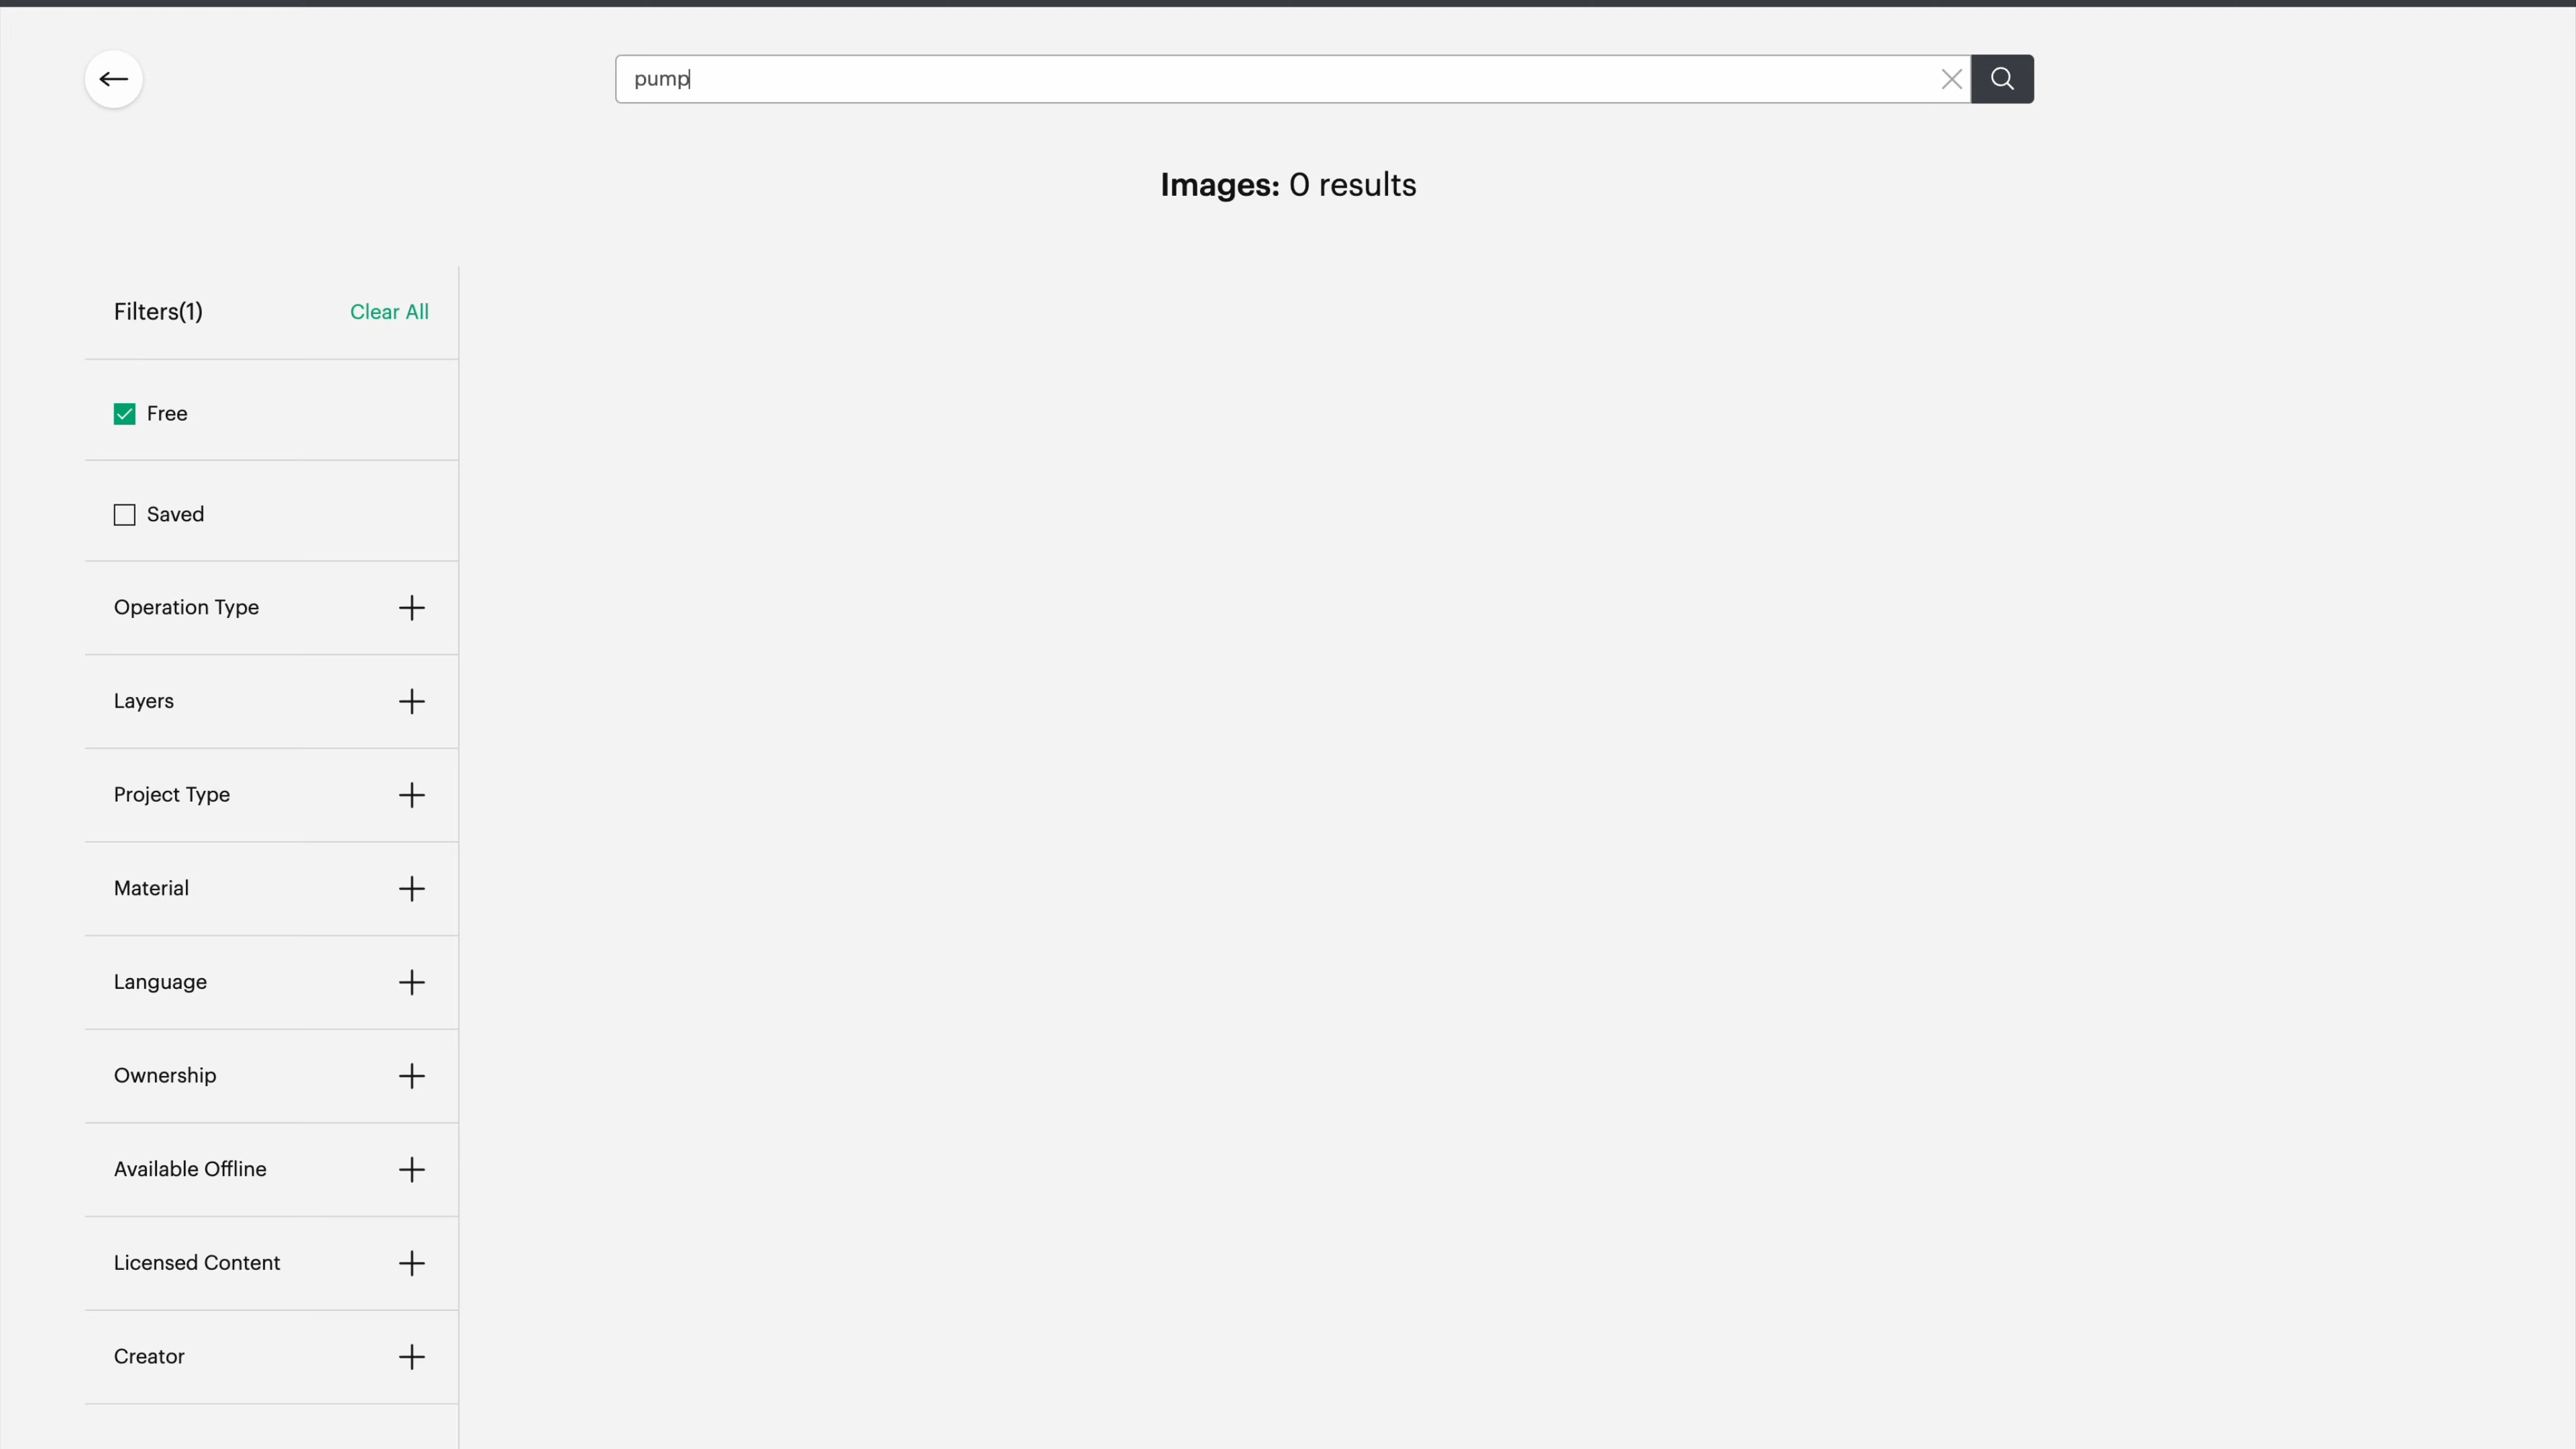 pump
Images: 0 results
Filters(1) Clear All
Free
Saved
Operation Type
Layers
Project Type
Material
Language
Ownership
Available Offline
Licensed Content
Creator